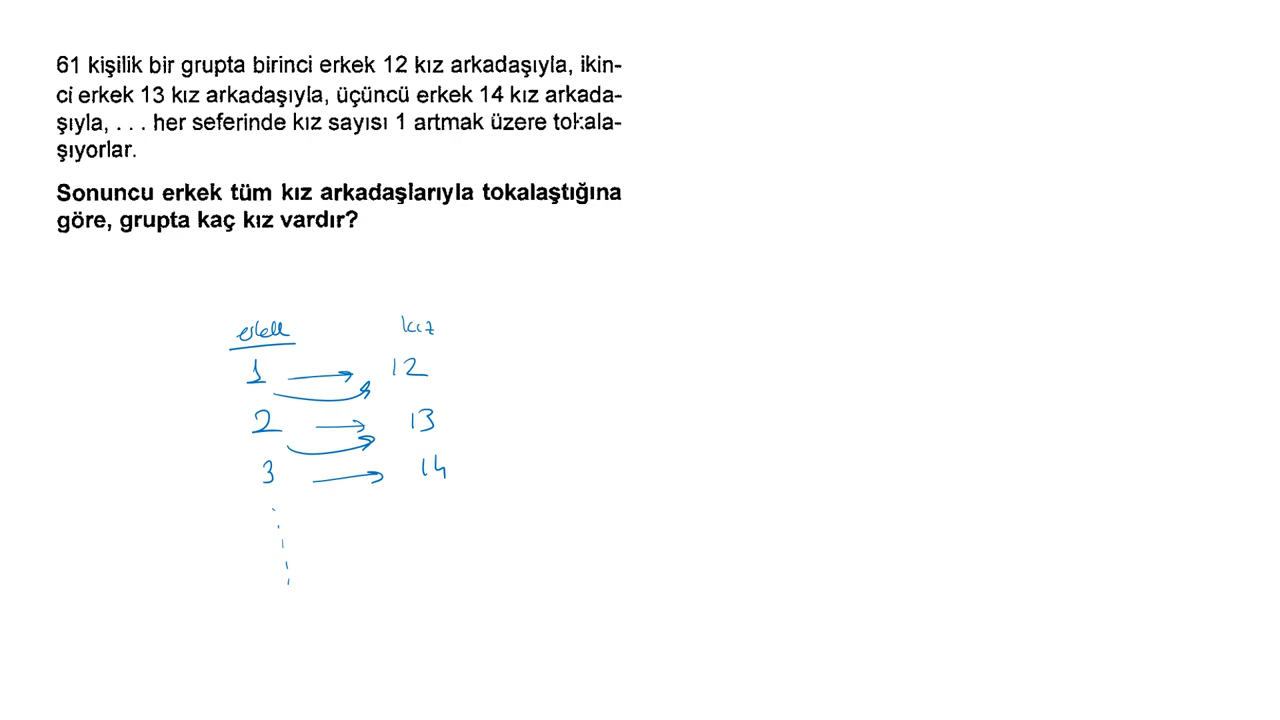 61 kişilik bir grupta birinci erkek 12 kız arkadaşıyla, ikin-
ci erkek 13 kız arkadaşıyla, üçüncü erkek 14 kız arkada-
şıyla, . . . her seferinde kız sayısı 1 artmak üzere tokala-
şıyorlar.
Sonuncu erkek tüm kız arkadaşlarıyla tokalaştığına
göre, grupta kaç kız vardır?
erkek kız
1 → 12
2 → 13
3 → 14